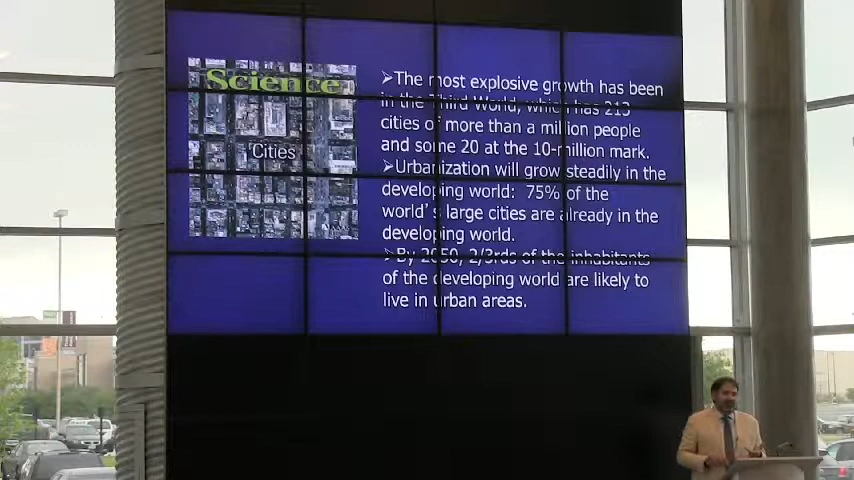 Science
Cities
➢The most explosive growth has been
in the Third World, which has 213
cities of more than a million people
and some 20 at the 10-million mark.
➢Urbanization will grow steadily in the
developing world: 75% of the
world's large cities are already in the
developing world.
➢By 2050, 2/3rds of the inhabitants
of the developing world are likely to
live in urban areas.